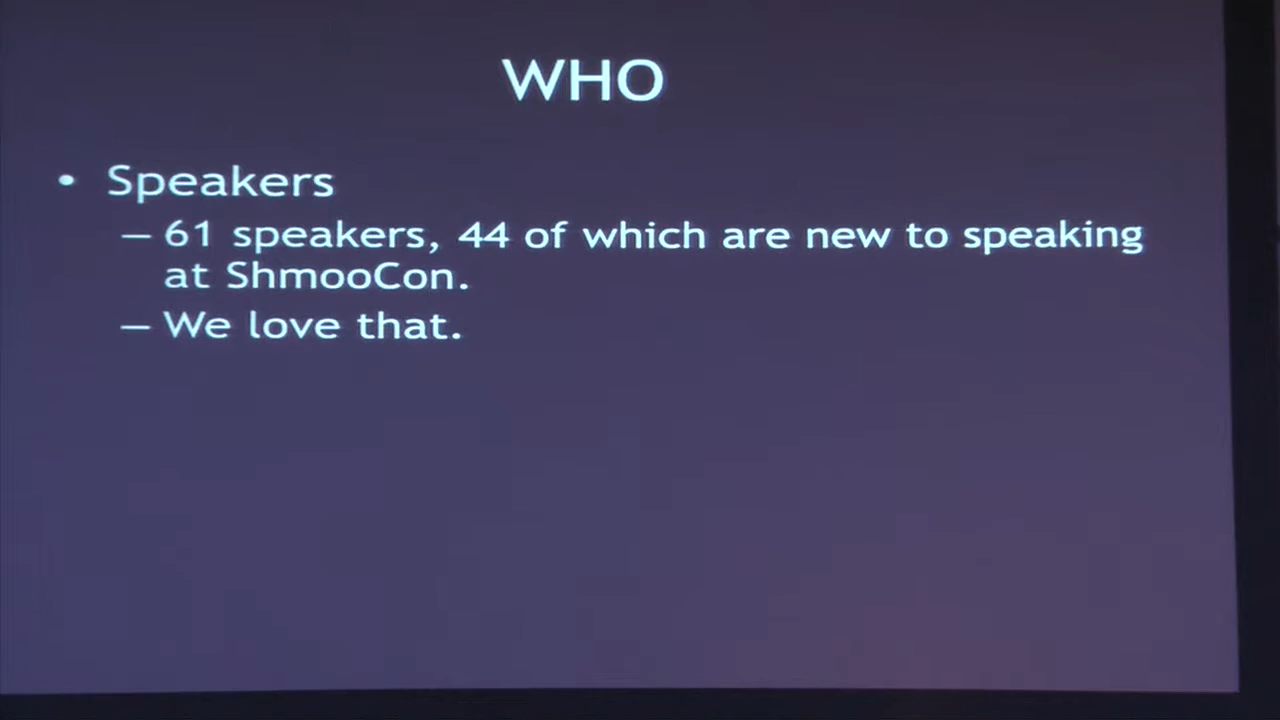 WHO
• Speakers
– 61 speakers, 44 of which are new to speaking
at ShmooCon.
– We love that.